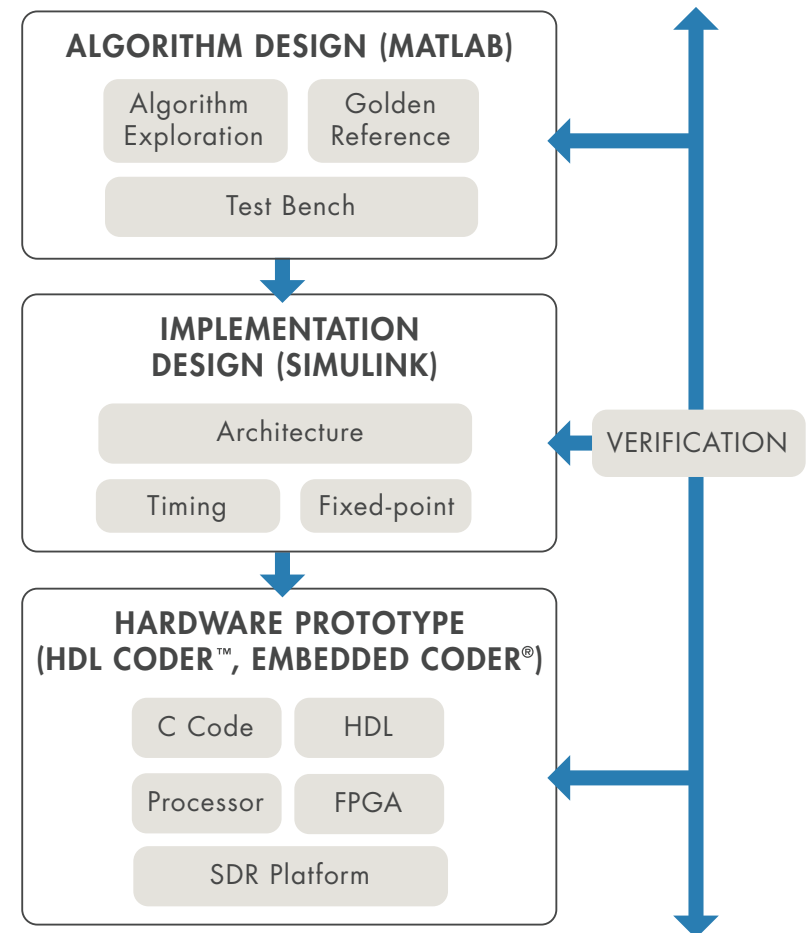 ALGORITHM DESIGN (MATLAB)
Algorithm
Exploration
Golden
Reference
Test Bench
IMPLEMENTATION
DESIGN (SIMULINK)
Architecture
Timing
Fixed-point
VERIFICATION
HARDWARE PROTOTYPE
(HDL CODER™, EMBEDDED CODER®)
C Code
HDL
Processor
FPGA
SDR Platform